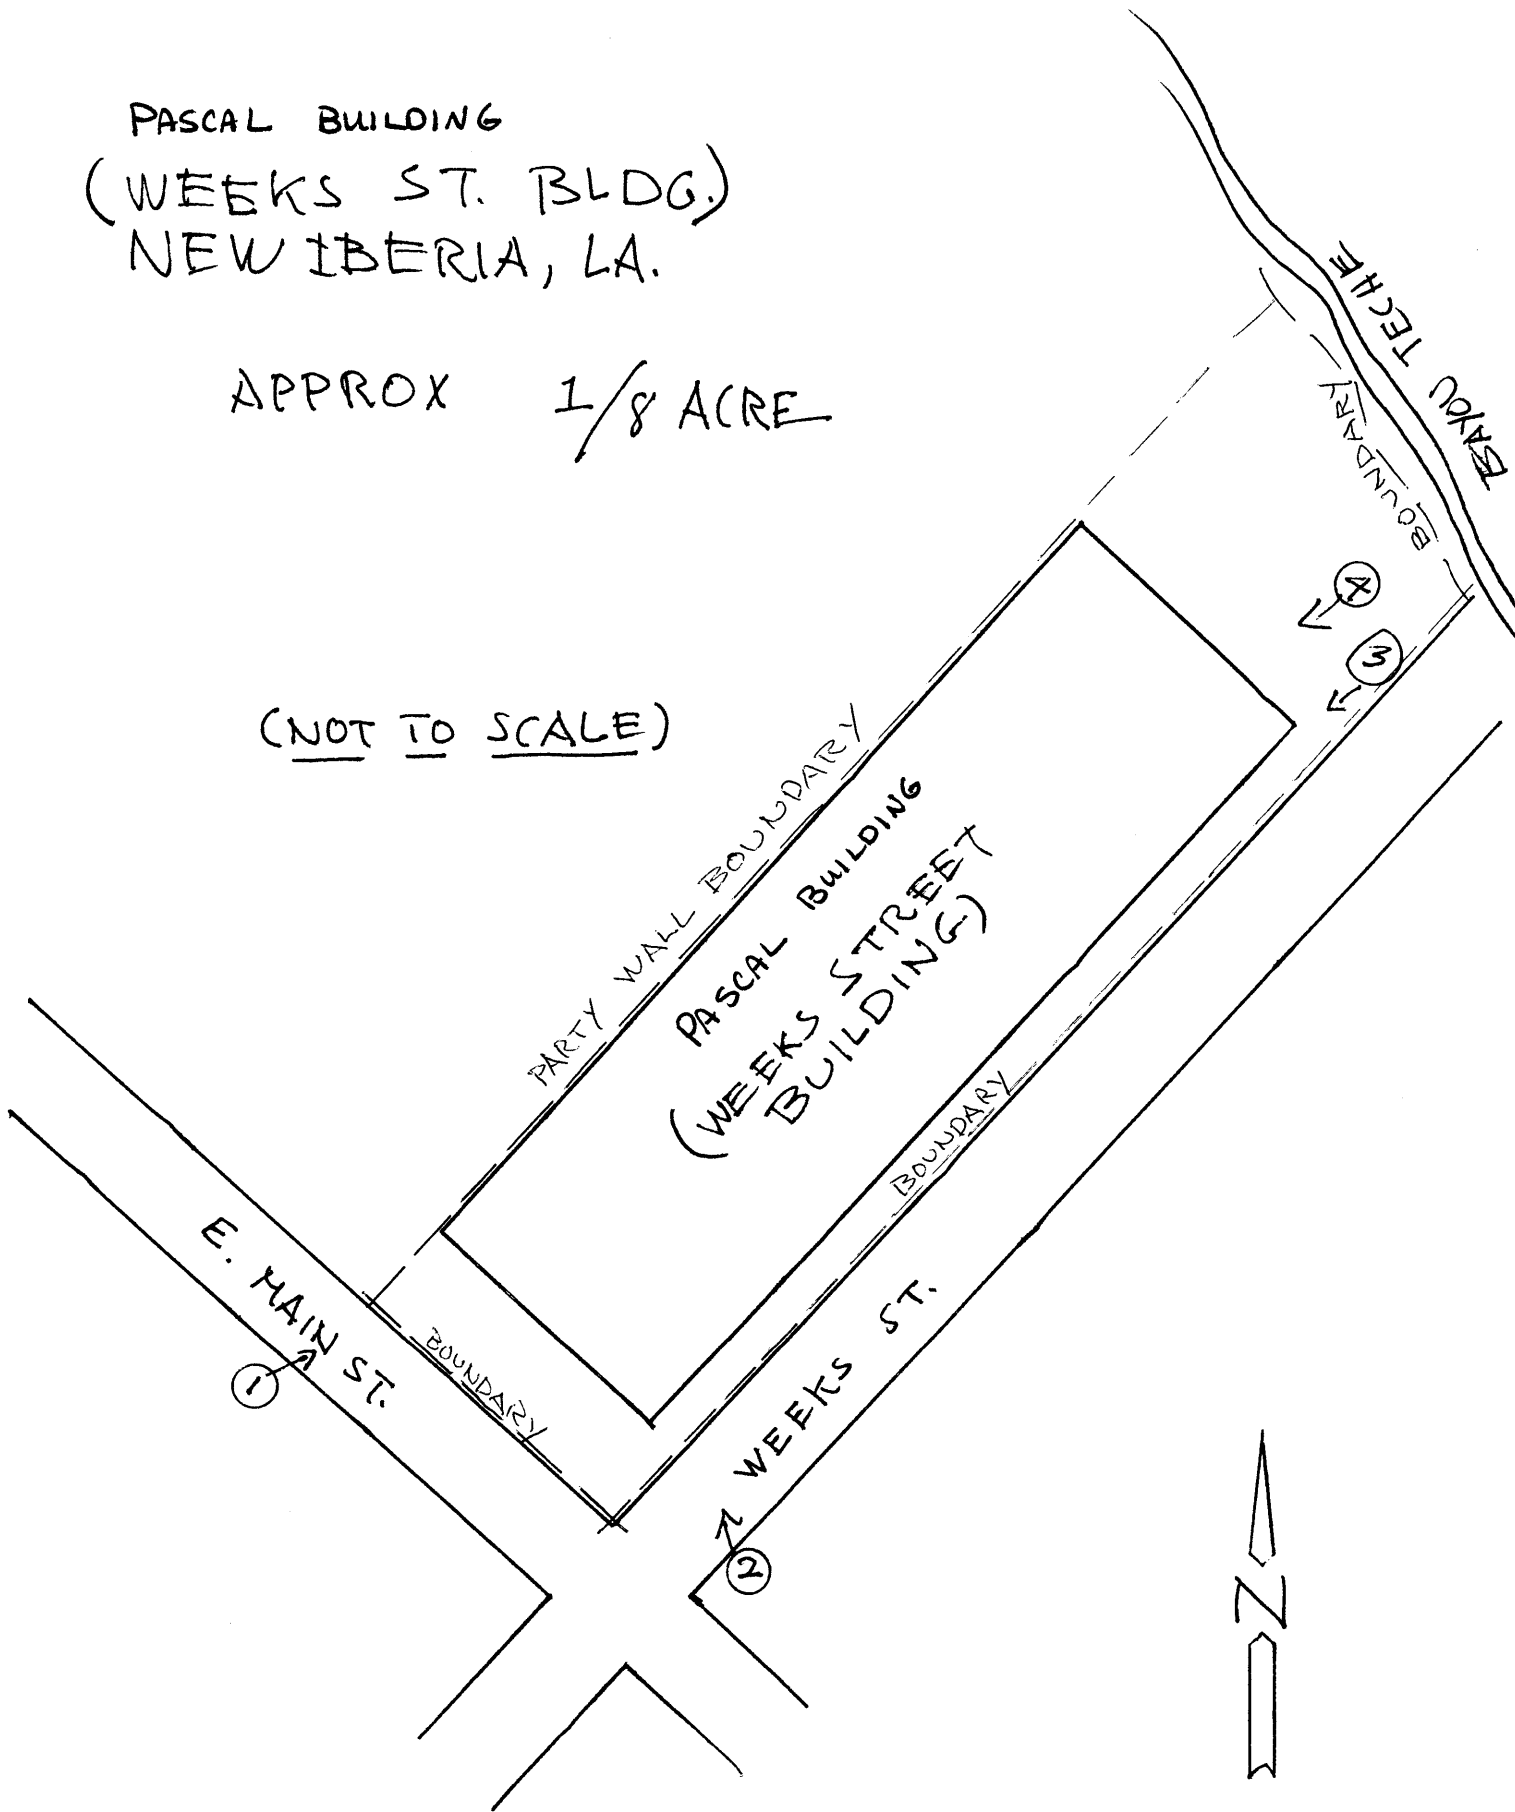 PASCAL BUILDING
(WEEKS ST. BLDG.)
NEW IBERIA, LA.
APPROX 1/8 ACRE
(NOT TO SCALE)
BAYOU TECHE
BOUNDARY
4
3
PARTY WALL BOUNDARY
PASCAL BUILDING
(WEEKS STREET
BUILDING)
BOUNDARY
E. MAIN ST.
1
BOUNDARY
WEEKS ST.
2
N